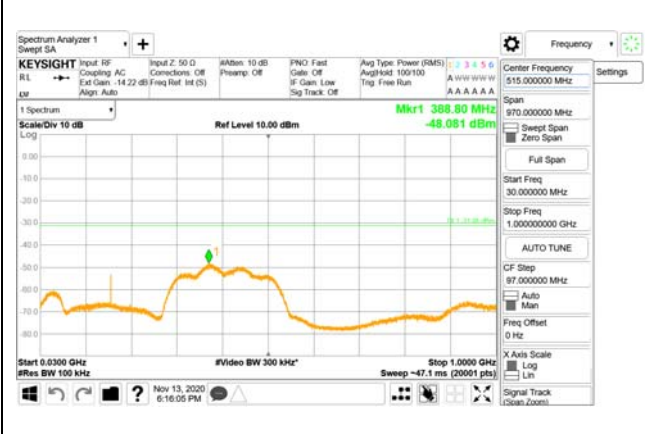 Spectrum Analyzer 1
Swept SA
Frequency
KEYSIGHT
Input: RF
Coupling: AC
Ext Gain: -14.22 dB
Align: Auto
Input Z: 50 Ω
Corrections: Off
Freq Ref: Int (S)
#Atten: 10 dB
Preamp: Off
PNO: Fast
Gate: Off
IF Gain: Low
Sig Track: Off
Avg Type: Power (RMS)
Avg|Hold: 100/100
Trig: Free Run
1 2 3 4 5 6
A W W W W W
A A A A A A
RL
Center Frequency
515.000000 MHz
Settings
Span
970.000000 MHz
Swept Span
Zero Span
Full Span
Start Freq
30.000000 MHz
Stop Freq
1.000000000 GHz
AUTO TUNE
CF Step
97.000000 MHz
Auto
Man
Freq Offset
0 Hz
X Axis Scale
Log
Lin
Signal Track
(Span Zoom)
1 Spectrum
Mkr1 388.80 MHz
Scale/Div 10 dB
Ref Level 10.00 dBm
-48.081 dBm
Log
0.00
-10.0
-20.0
-30.0
-40.0
-50.0
-60.0
-70.0
-80.0
1
Start 0.0300 GHz
#Video BW 300 kHz*
Stop 1.0000 GHz
#Res BW 100 kHz
Sweep ~47.1 ms (20001 pts)
?
Nov 13, 2020
6:16:05 PM